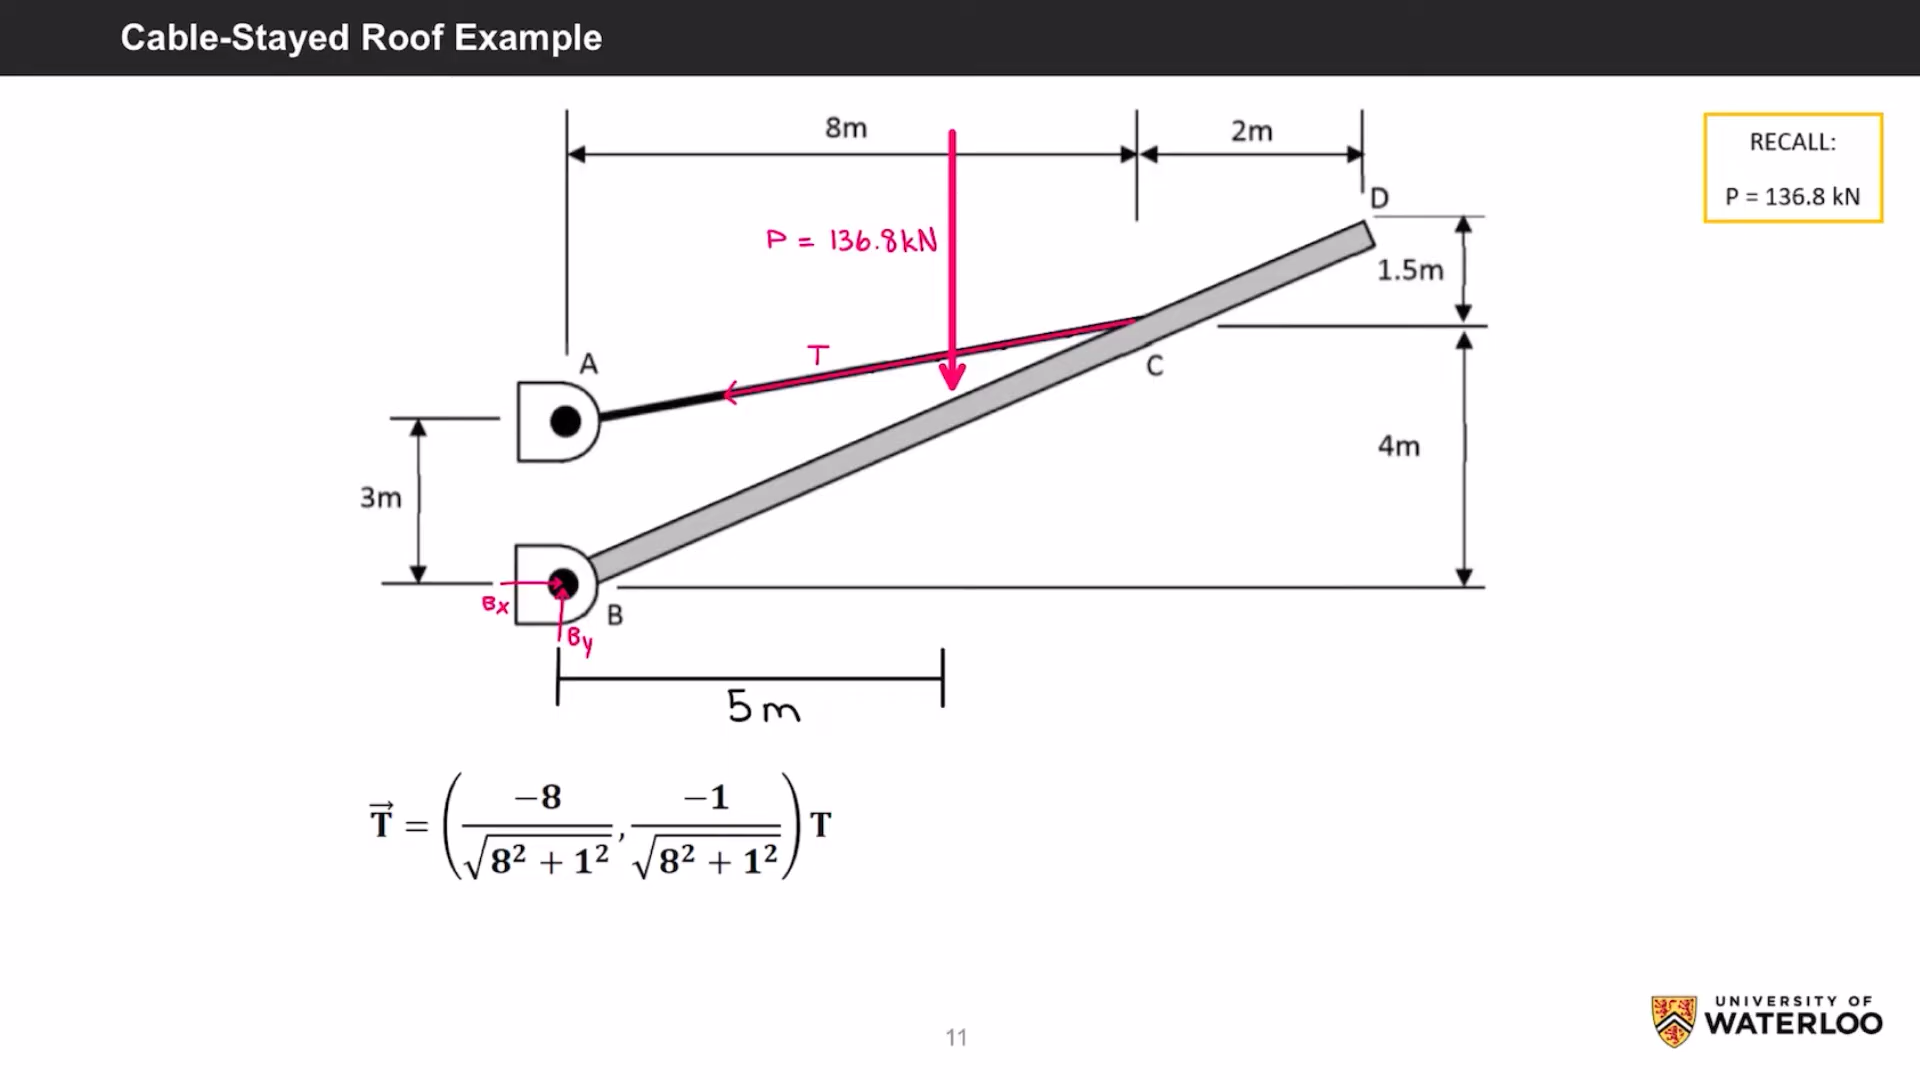 Cable-Stayed Roof Example
8m
2m
RECALL:
P = 136.8 kN
D
P = 136.8kN
1.5m
T
A
C
4m
3m
Bx
B
By
5m
T⃗ = (−8/√(8² + 1²), −1/√(8² + 1²)) T
11
UNIVERSITY OF
WATERLOO